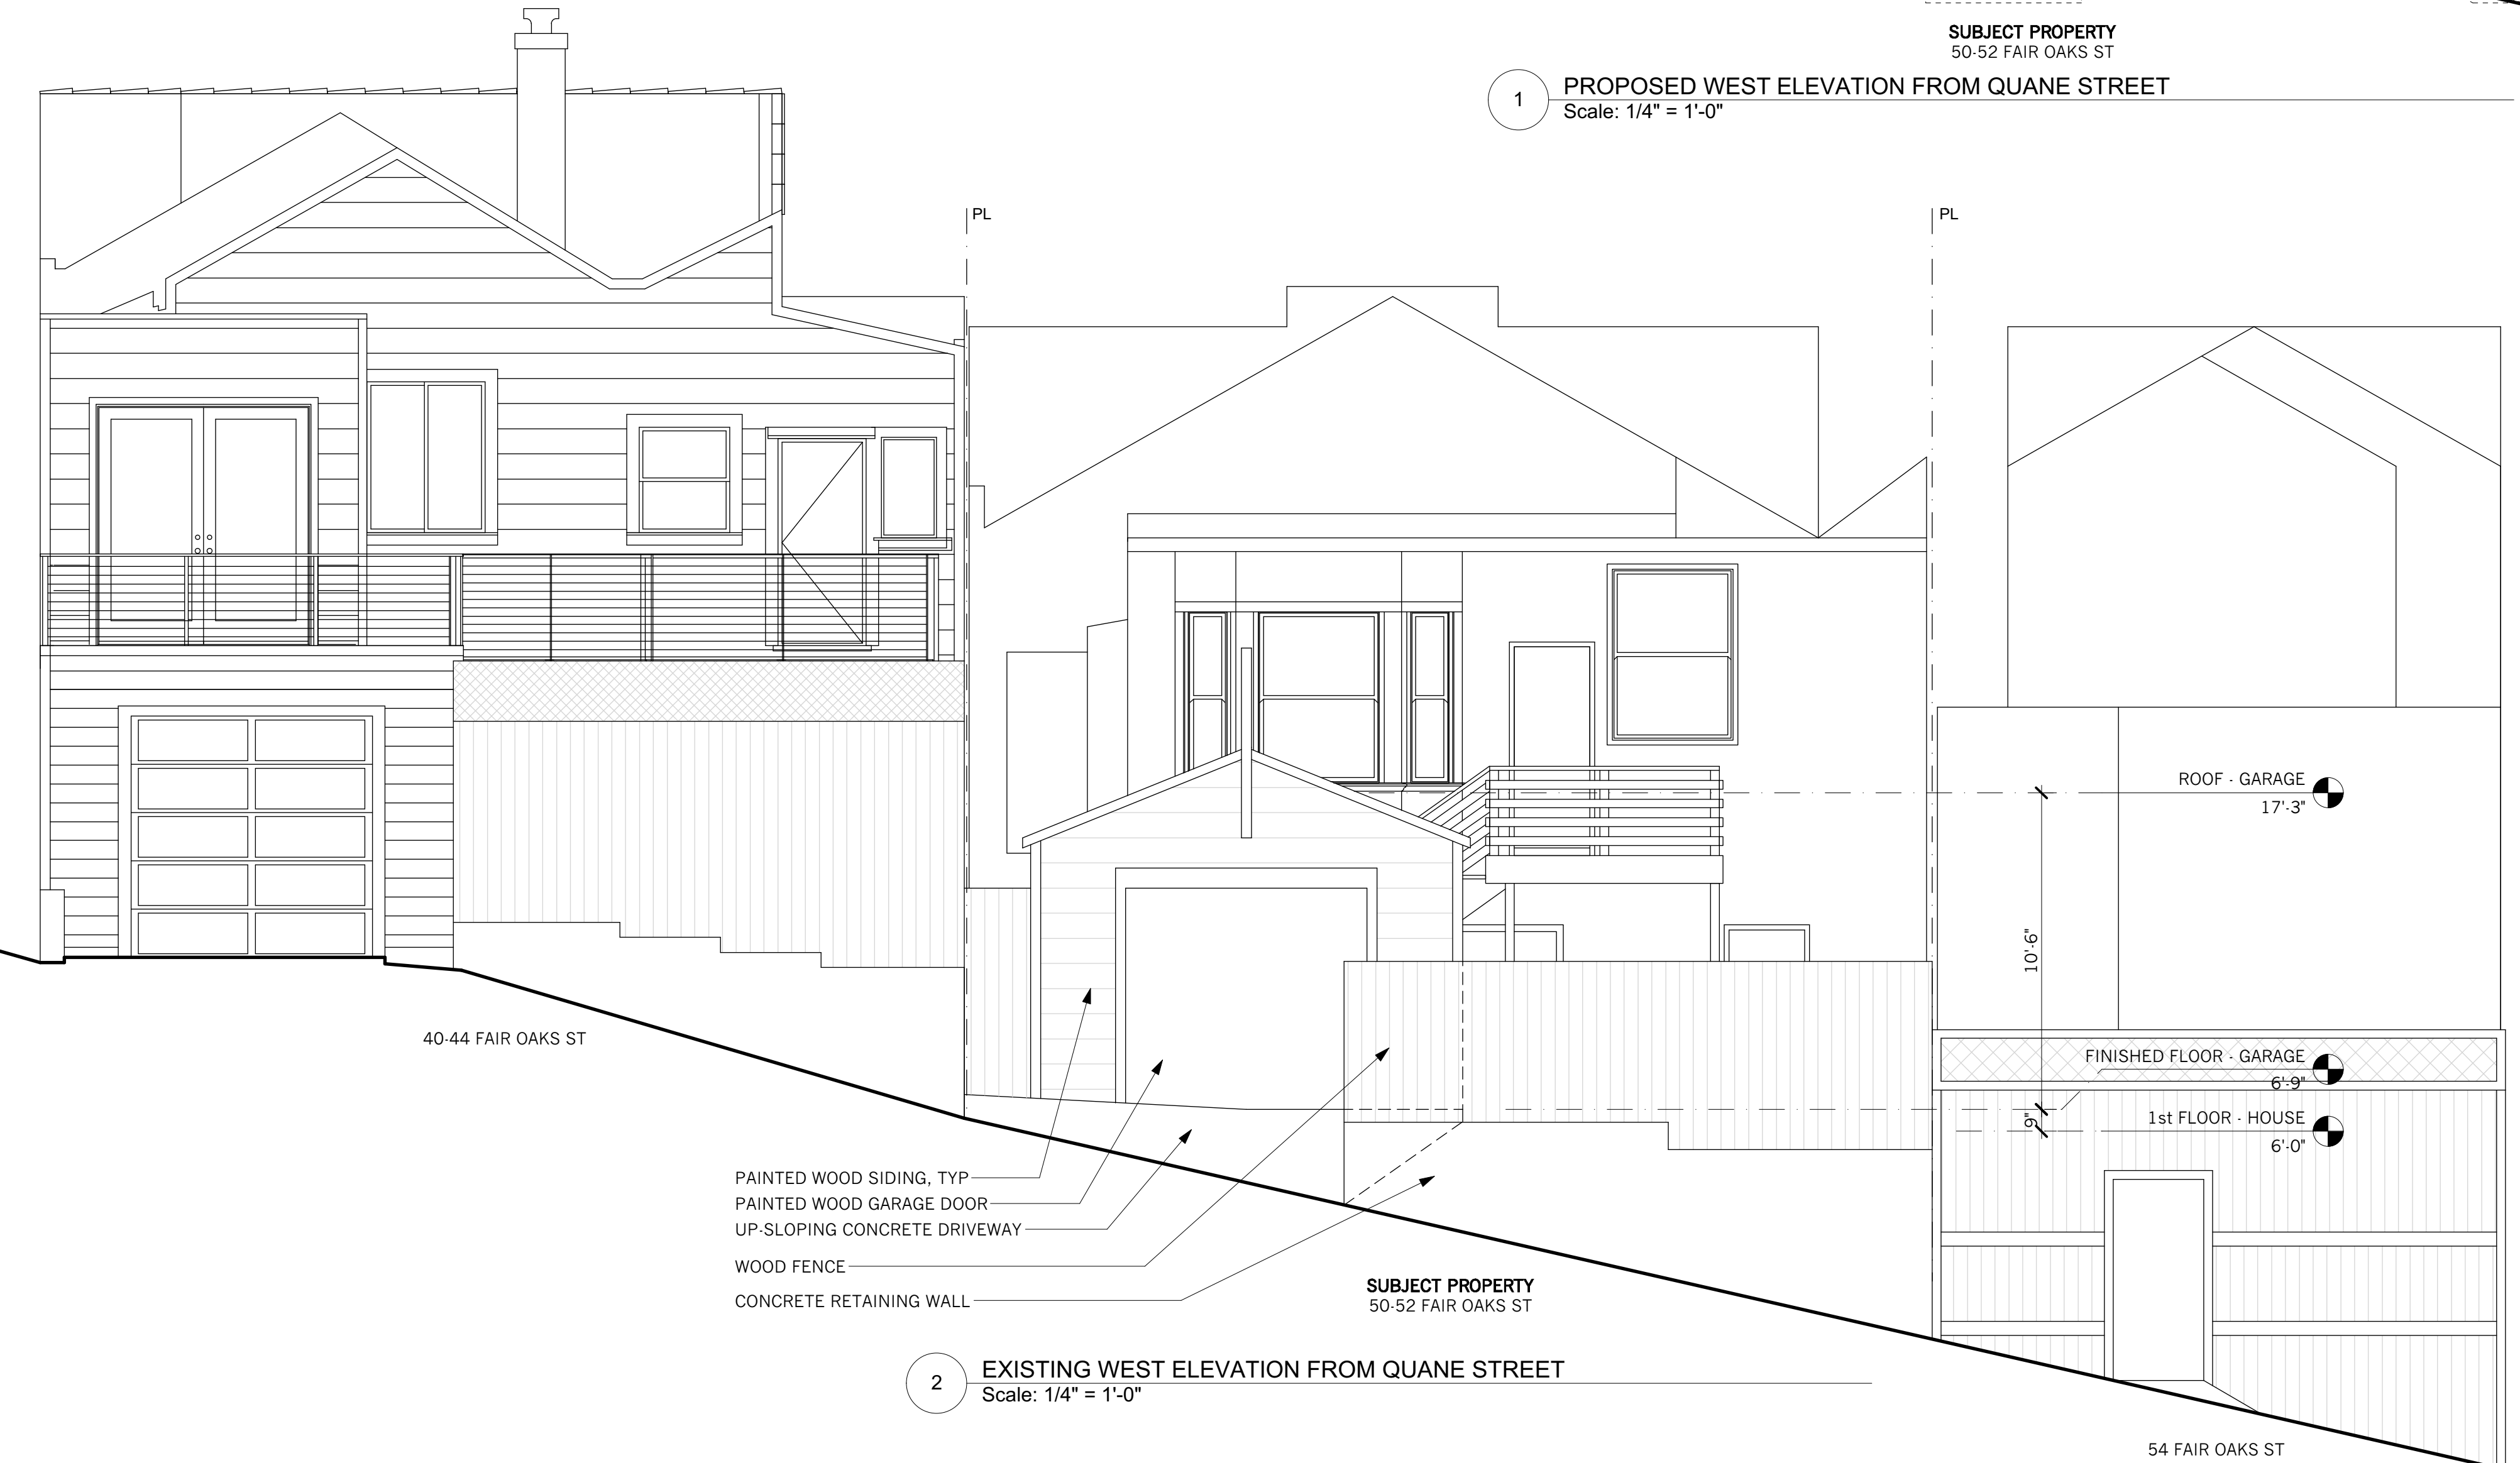 SUBJECT PROPERTY
50-52 FAIR OAKS ST
1
PROPOSED WEST ELEVATION FROM QUANE STREET
Scale: 1/4" = 1'-0"
PL
PL
ROOF - GARAGE
17'-3"
10'-6"
FINISHED FLOOR - GARAGE
6'-9"
9"
1st FLOOR - HOUSE
6'-0"
40-44 FAIR OAKS ST
PAINTED WOOD SIDING, TYP
PAINTED WOOD GARAGE DOOR
UP-SLOPING CONCRETE DRIVEWAY
WOOD FENCE
CONCRETE RETAINING WALL
SUBJECT PROPERTY
50-52 FAIR OAKS ST
2
EXISTING WEST ELEVATION FROM QUANE STREET
Scale: 1/4" = 1'-0"
54 FAIR OAKS ST